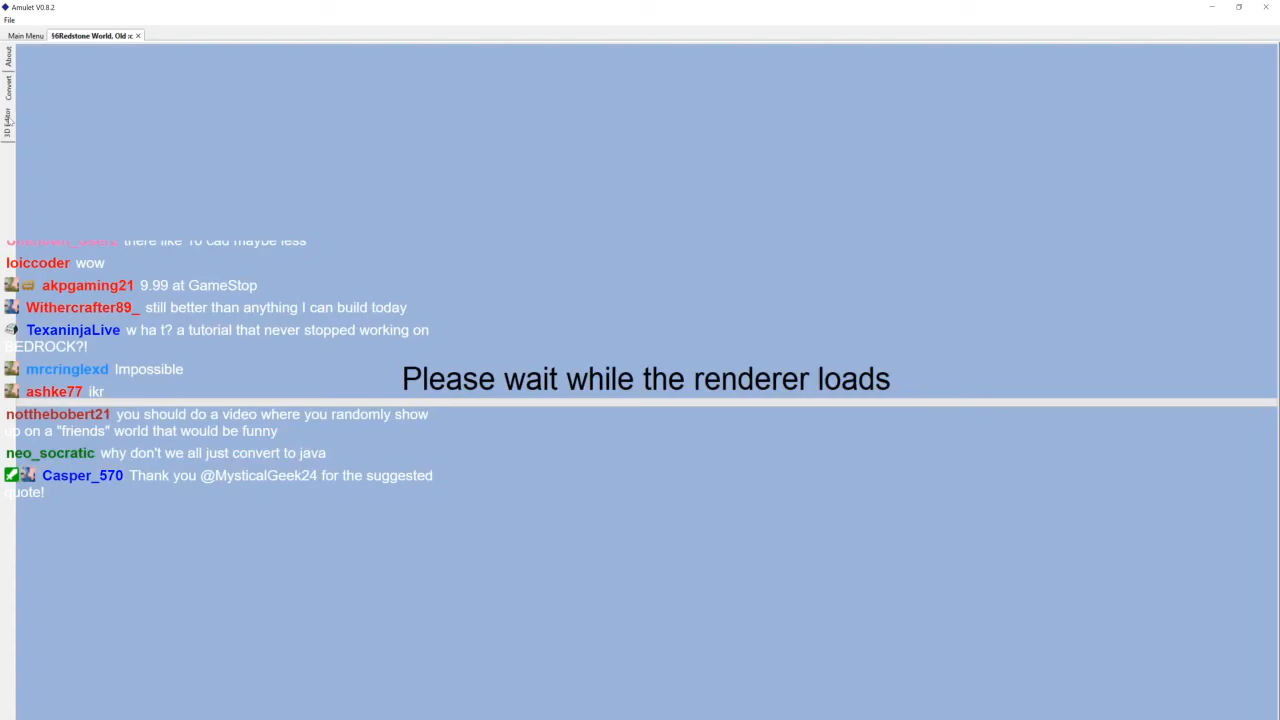 Amulet V0.8.2
File
Main Menu
Redstone World, Old :c
About
Convert
3D Editor
there like 10 cad maybe less
loiccoder wow
akpgaming21 9.99 at GameStop
Withercrafter89_ still better than anything I can build today
TexaninjaLive w ha t? a tutorial that never stopped working on
BEDROCK?!
mrcringlexd Impossible
Please wait while the renderer loads
ashke77 ikr
notthebobert21 you should do a video where you randomly show
up on a "friends" world that would be funny
neo_socratic why don't we all just convert to java
Casper_570 Thank you @MysticalGeek24 for the suggested
quote!